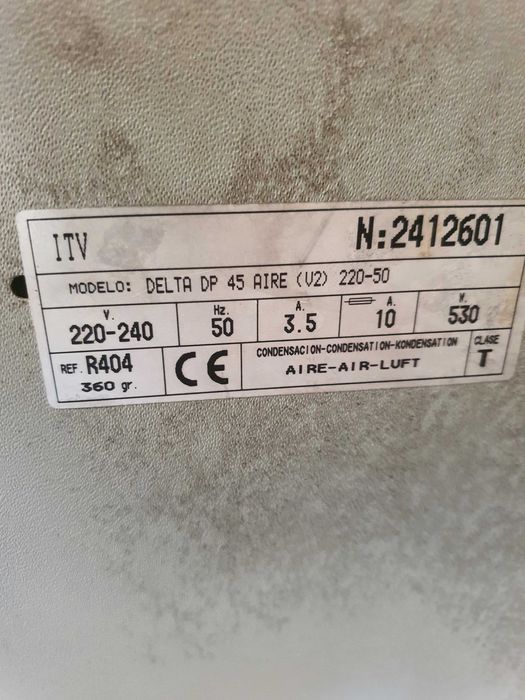 ITV N:2412601
MODELO: DELTA DP 45 AIRE (V2) 220-50
V. Hz. A. A. W.
220-240 50 3.5 10 530
REF. R404 CE CONDENSACION-CONDENSATION-KONDENSATION CLASE
360 gr. AIRE-AIR-LUFT T